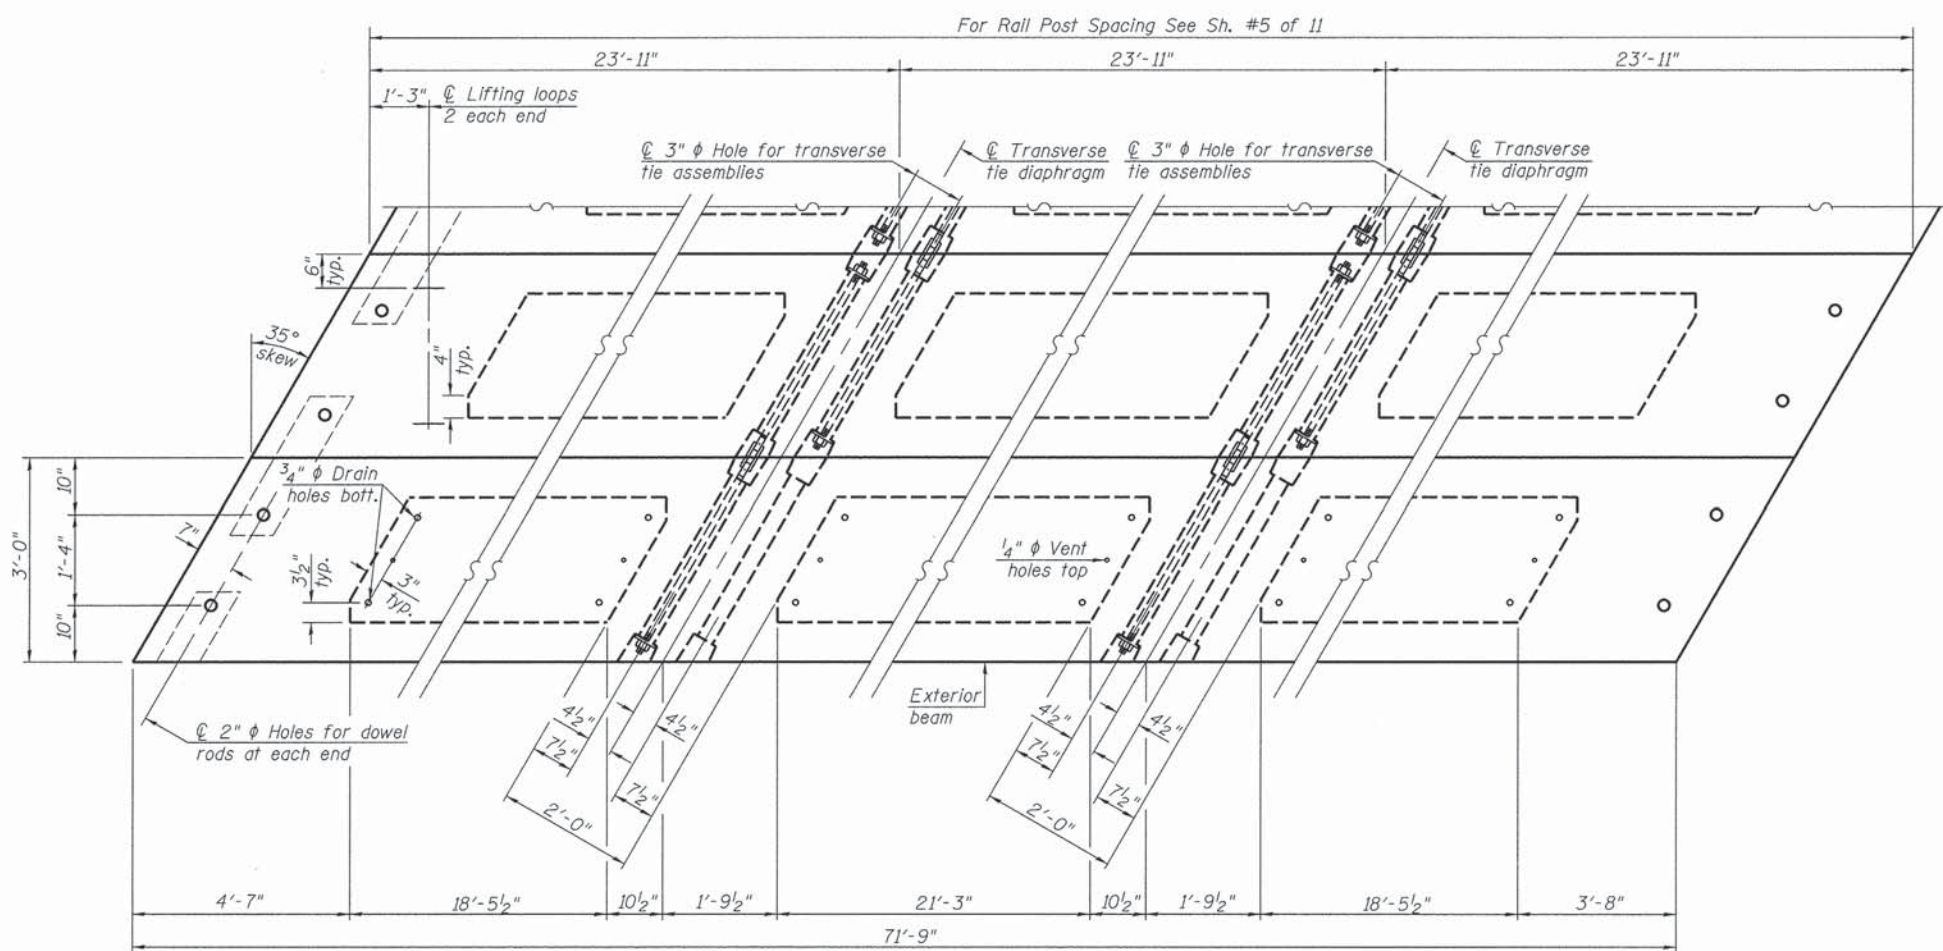 For Rail Post Spacing See Sh. #5 of 11
23'-11"
23'-11"
23'-11"
1'-3"
℄ Lifting loops
2 each end
℄ 3" ϕ Hole for transverse
tie assemblies
℄ Transverse
tie diaphragm
℄ 3" ϕ Hole for transverse
tie assemblies
℄ Transverse
tie diaphragm
6"
typ.
35°
skew
4"
typ.
3/4" ϕ Drain
holes bott.
10"
7"
3'-0"
1'-4"
3 1/2"
typ.
3"
typ.
1/4" ϕ Vent
holes top
10"
℄ 2" ϕ Holes for dowel
rods at each end
Exterior
beam
4 1/2"
4 1/2"
7 1/2"
7 1/2"
2'-0"
4 1/2"
4 1/2"
7 1/2"
7 1/2"
2'-0"
4'-7"
18'-5 1/2"
10 1/2"
1'-9 1/2"
21'-3"
10 1/2"
1'-9 1/2"
18'-5 1/2"
3'-8"
71'-9"